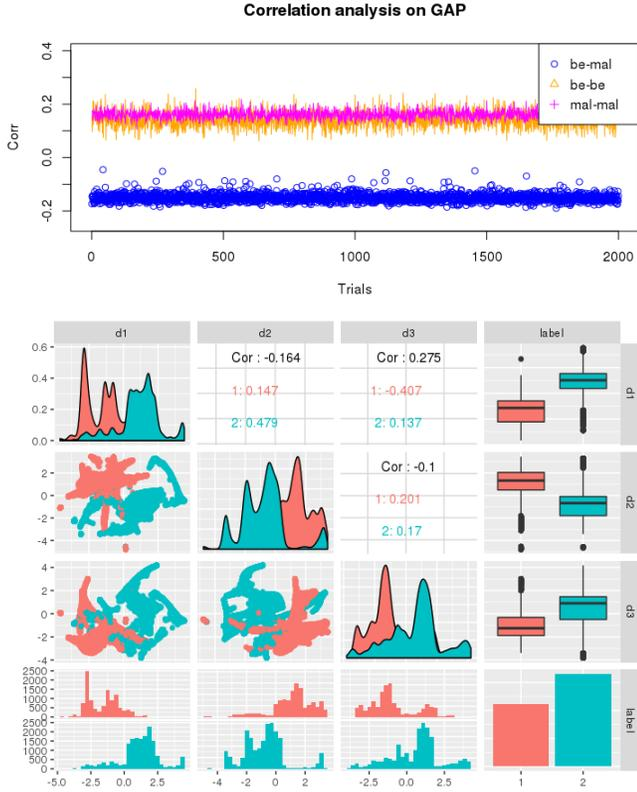 Correlation analysis on GAP
0.4
0.2
0.0
-0.2
Corr
be-mal
be-be
mal-mal
0 500 1000 1500 2000
Trials
d1 d2 d3 label
0.6
0.4
0.2
0.0
Cor : -0.164
1: 0.147
2: 0.479
Cor : 0.275
1: -0.407
2: 0.137
d1
2
0
-2
-4
Cor : -0.1
1: 0.201
2: 0.17
d2
4
2
0
-2
-4
d3
2500
2000
1500
1000
500
0
2500
2000
1500
1000
500
0
label
-5.0 -2.5 0.0 2.5 -4 -2 0 2 -2.5 0.0 2.5 1 2